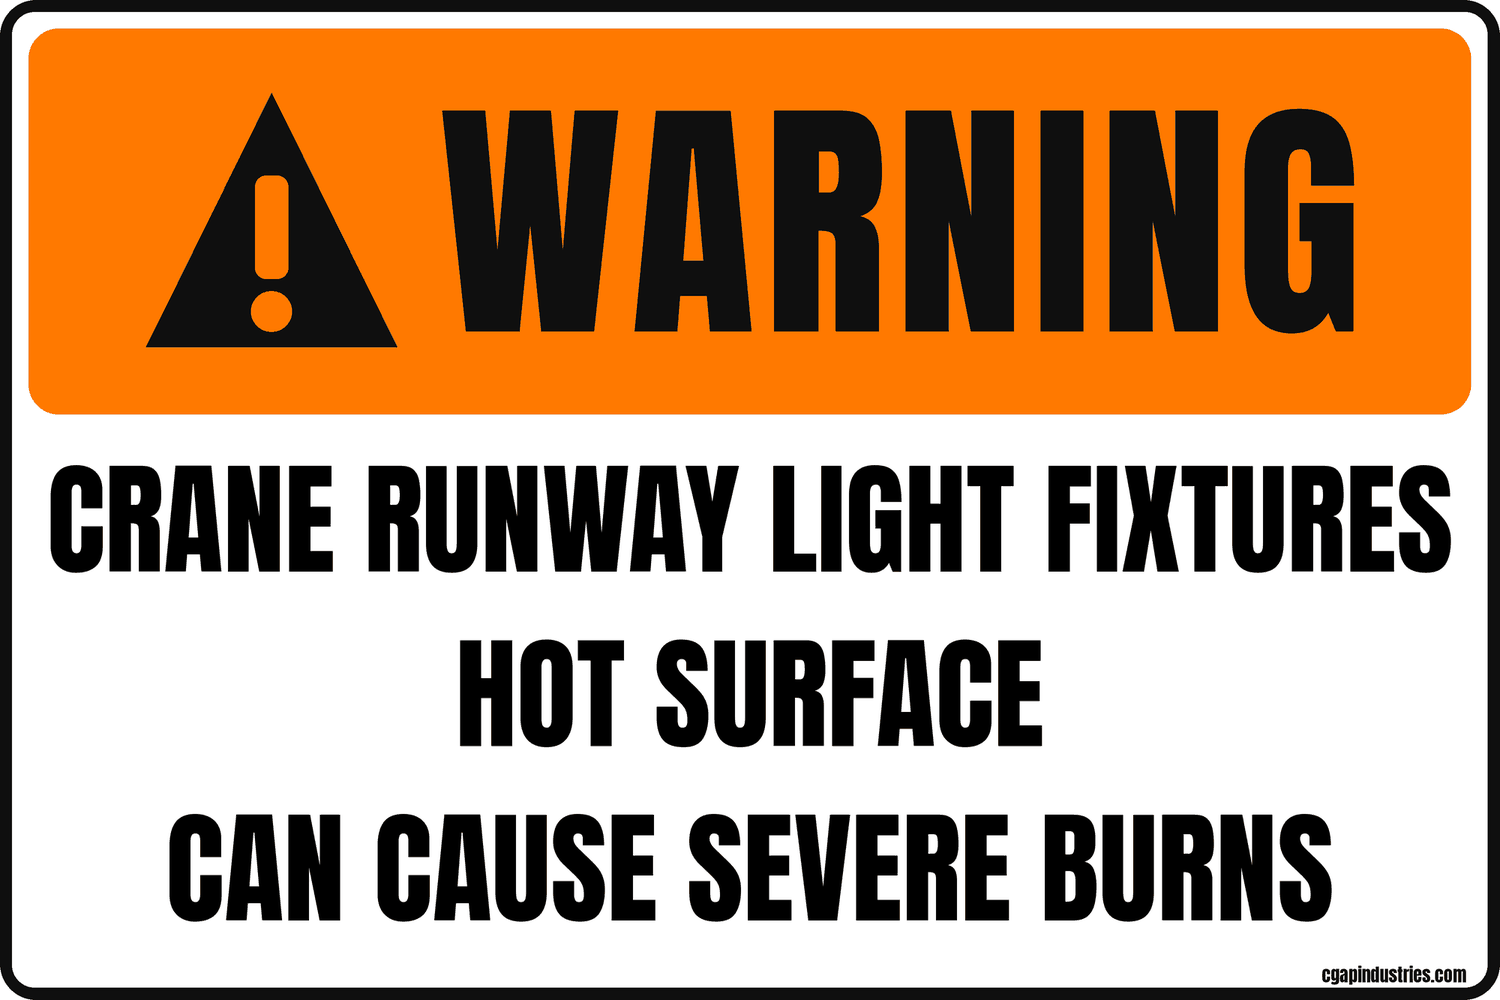 WARNING
CRANE RUNWAY LIGHT FIXTURES
HOT SURFACE
CAN CAUSE SEVERE BURNS
cgapindustries.com